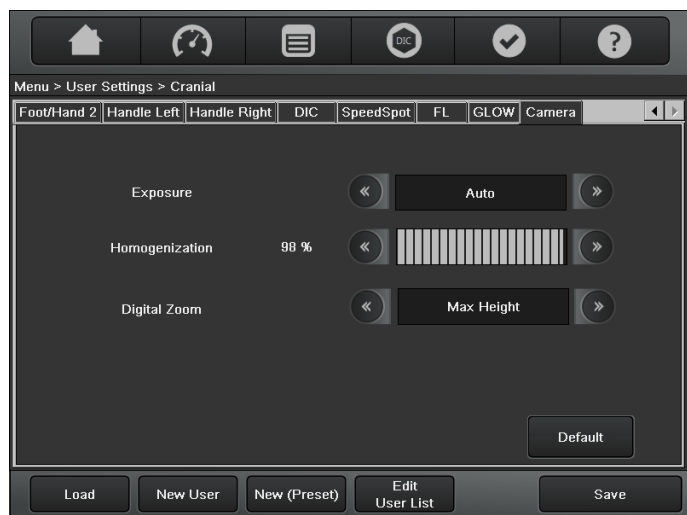 DIC
?
Menu > User Settings > Cranial
Foot/Hand 2 Handle Left Handle Right DIC SpeedSpot FL GLOW Camera
Exposure Auto
Homogenization 98 %
Digital Zoom Max Height
Default
Load New User New (Preset) Edit User List Save